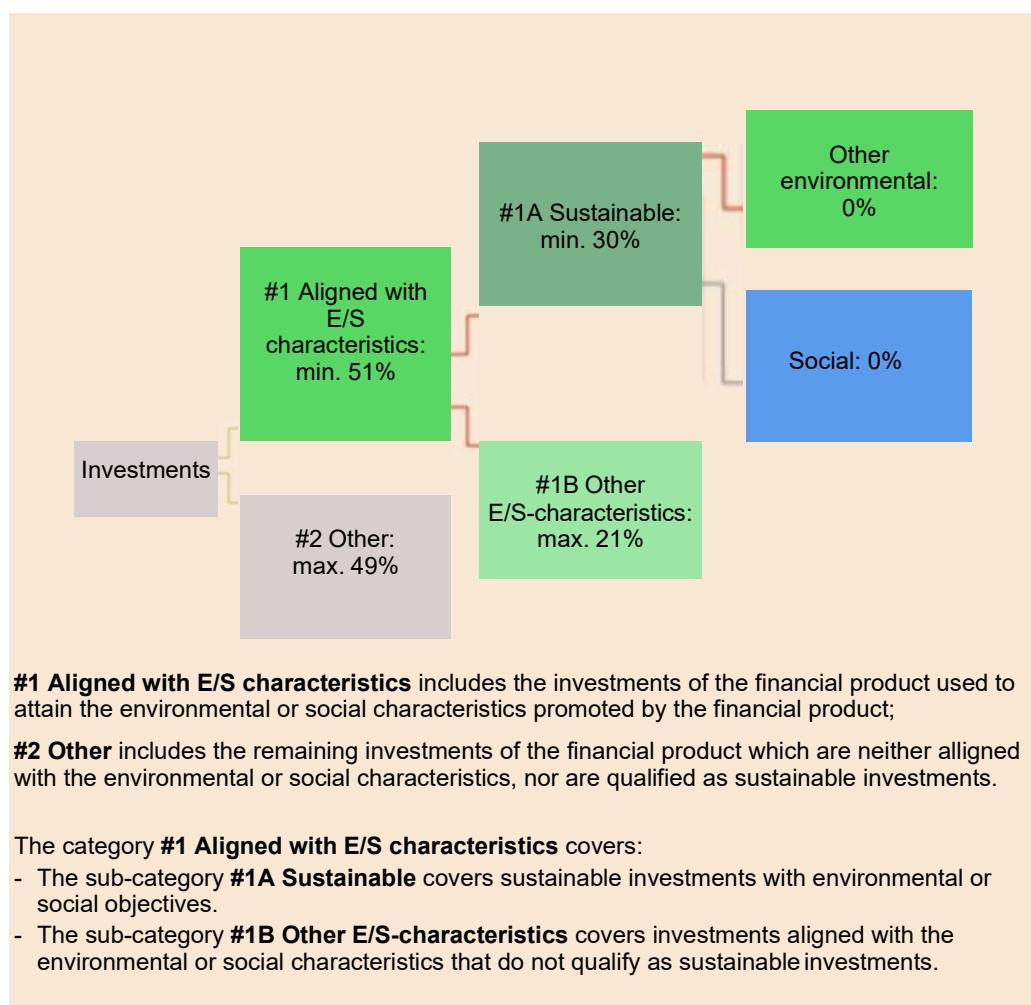 Other
environmental:
0%
#1A Sustainable:
min. 30%
#1 Aligned with
E/S
characteristics:
min. 51%
Social: 0%
Investments
#1B Other
E/S-characteristics:
max. 21%
#2 Other:
max. 49%
#1 Aligned with E/S characteristics includes the investments of the financial product used to
attain the environmental or social characteristics promoted by the financial product;
#2 Other includes the remaining investments of the financial product which are neither alligned
with the environmental or social characteristics, nor are qualified as sustainable investments.
The category #1 Aligned with E/S characteristics covers:
- The sub-category #1A Sustainable covers sustainable investments with environmental or
social objectives.
- The sub-category #1B Other E/S-characteristics covers investments aligned with the
environmental or social characteristics that do not qualify as sustainable investments.